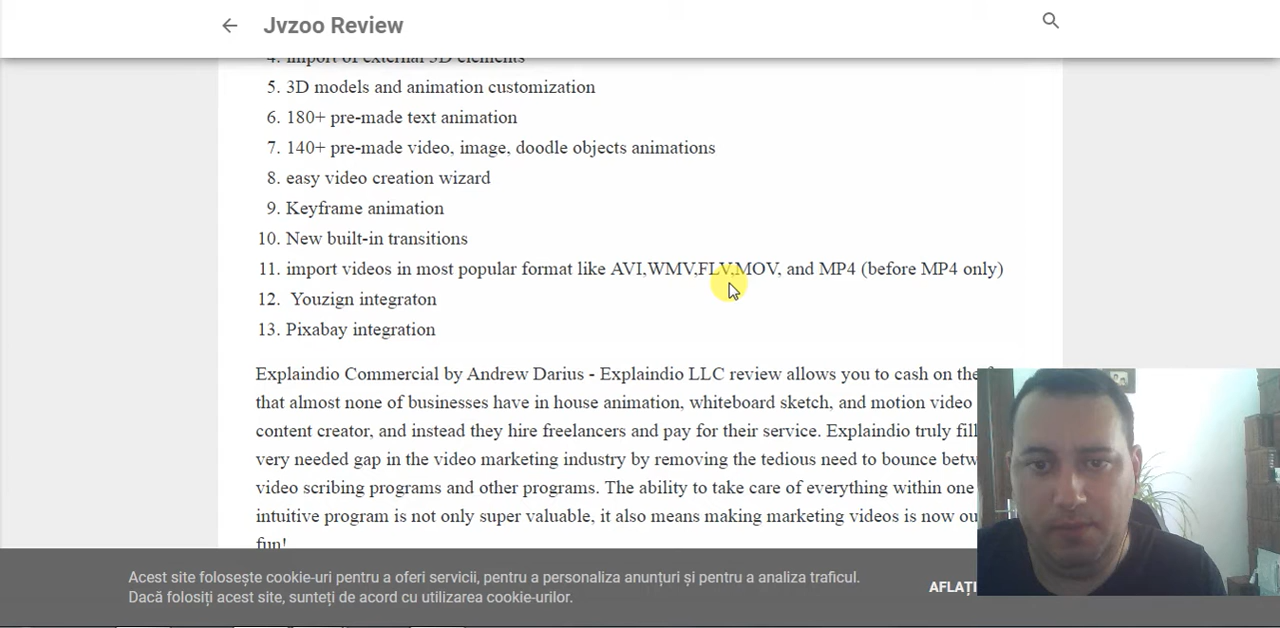 Jvzoo Review
4. import of external 3D elements
5. 3D models and animation customization
6. 180+ pre-made text animation
7. 140+ pre-made video, image, doodle objects animations
8. easy video creation wizard
9. Keyframe animation
10. New built-in transitions
11. import videos in most popular format like AVI,WMV,FLV,MOV, and MP4 (before MP4 only)
12. Youzign integraton
13. Pixabay integration
Explaindio Commercial by Andrew Darius - Explaindio LLC review allows you to cash on the
that almost none of businesses have in house animation, whiteboard sketch, and motion video
content creator, and instead they hire freelancers and pay for their service. Explaindio truly fill
very needed gap in the video marketing industry by removing the tedious need to bounce betw
video scribing programs and other programs. The ability to take care of everything within one
intuitive program is not only super valuable, it also means making marketing videos is now ou
fun!
Acest site folosește cookie-uri pentru a oferi servicii, pentru a personaliza anunțuri și pentru a analiza traficul.
Dacă folosiți acest site, sunteți de acord cu utilizarea cookie-urilor.
AFLAȚI